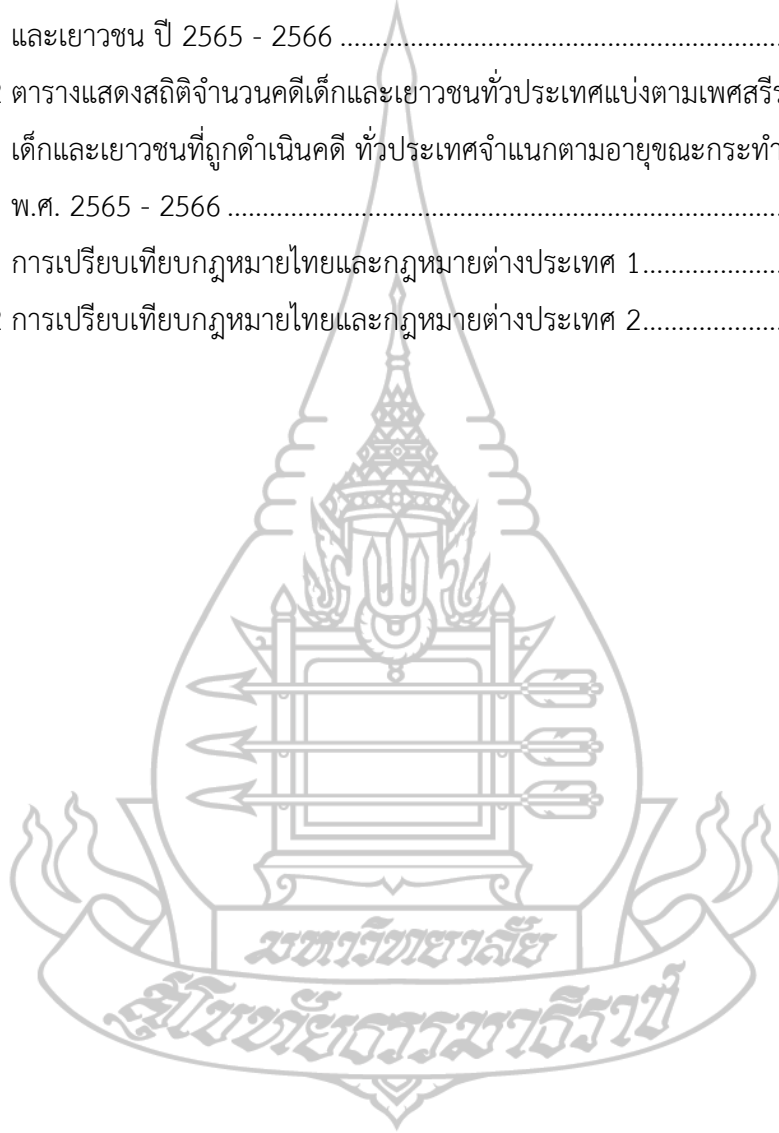 และเยาวชน ปี 2565 - 2566 ................................................................
ตารางแสดงสถิติจำนวนคดีเด็กและเยาวชนทั่วประเทศแบ่งตามเพศสรีร
เด็กและเยาวชนที่ถูกดำเนินคดี ทั่วประเทศจำแนกตามอายุขณะกระทำ
พ.ศ. 2565 - 2566 ................................................................
การเปรียบเทียบกฎหมายไทยและกฎหมายต่างประเทศ 1....................
2 การเปรียบเทียบกฎหมายไทยและกฎหมายต่างประเทศ 2....................
มหาวิทยาลัย
สุโขทัยธรรมาธิราช